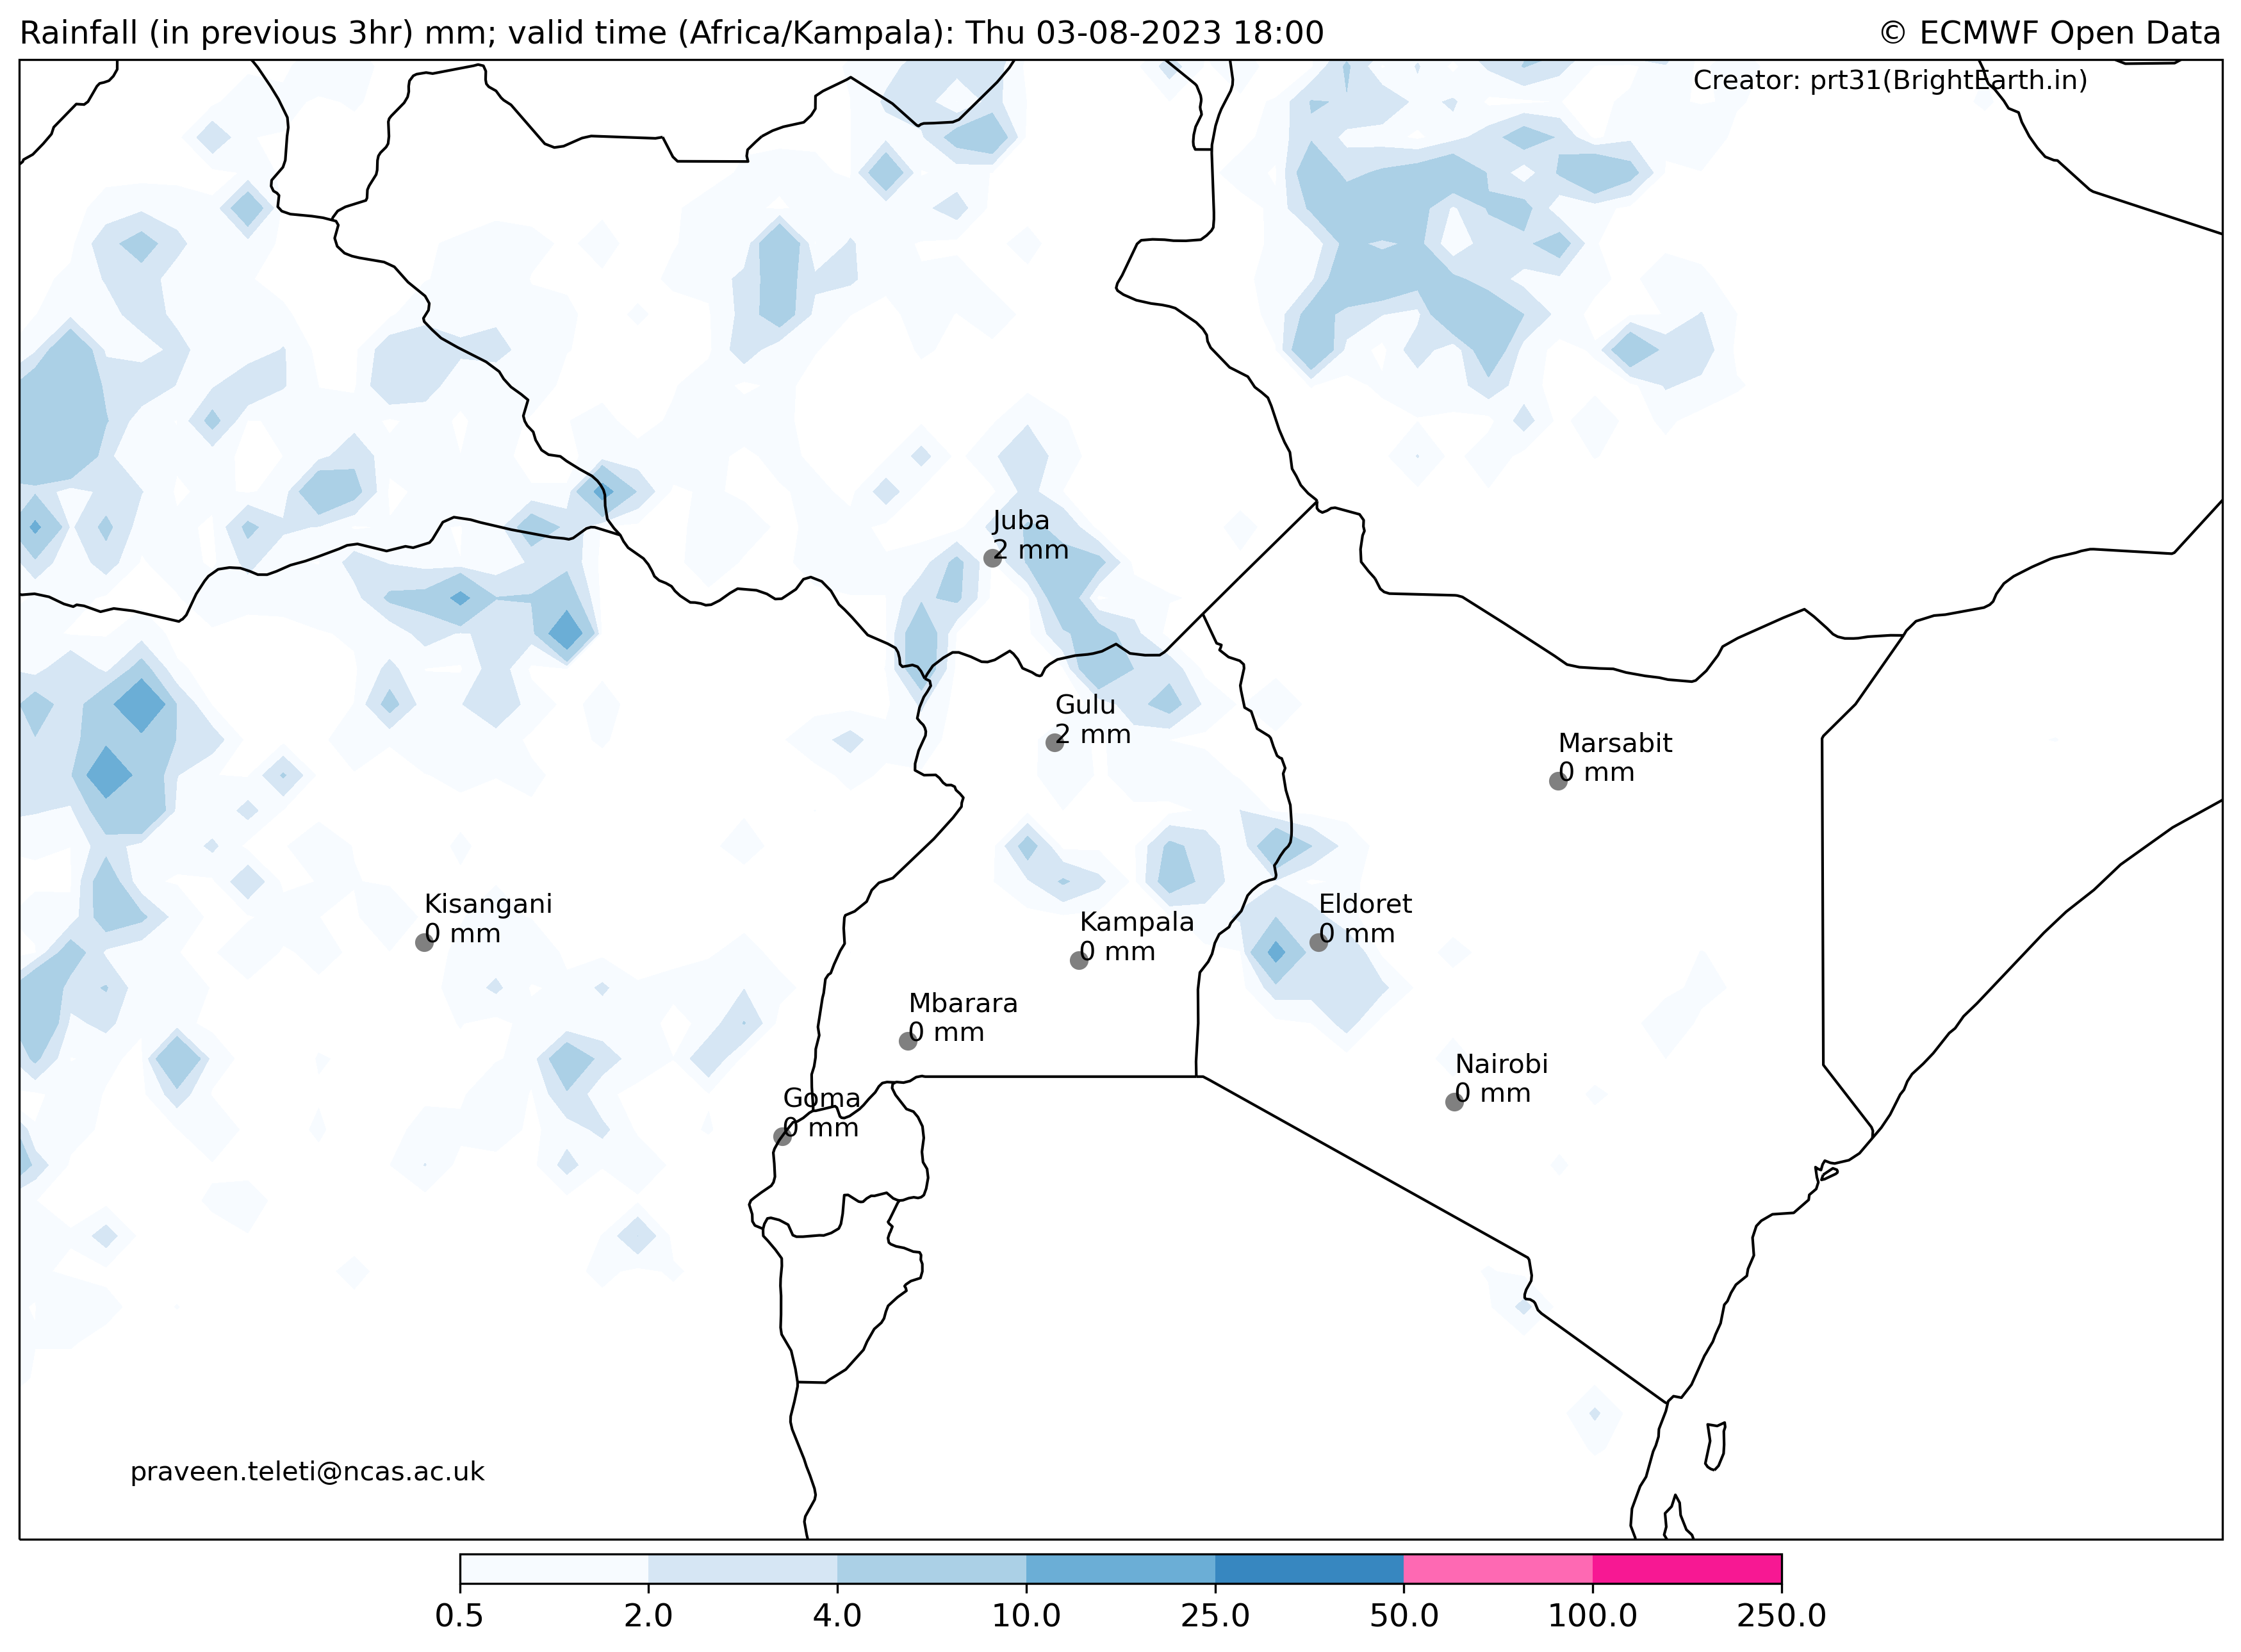 Rainfall (in previous 3hr) mm; valid time (Africa/Kampala): Thu 03-08-2023 18:00
© ECMWF Open Data
Creator: prt31(BrightEarth.in)
Juba
2 mm
Gulu
2 mm
Marsabit
0 mm
Kisangani
0 mm
Eldoret
0 mm
Kampala
0 mm
Mbarara
0 mm
Nairobi
0 mm
Goma
0 mm
praveen.teleti@ncas.ac.uk
0.5 2.0 4.0 10.0 25.0 50.0 100.0 250.0